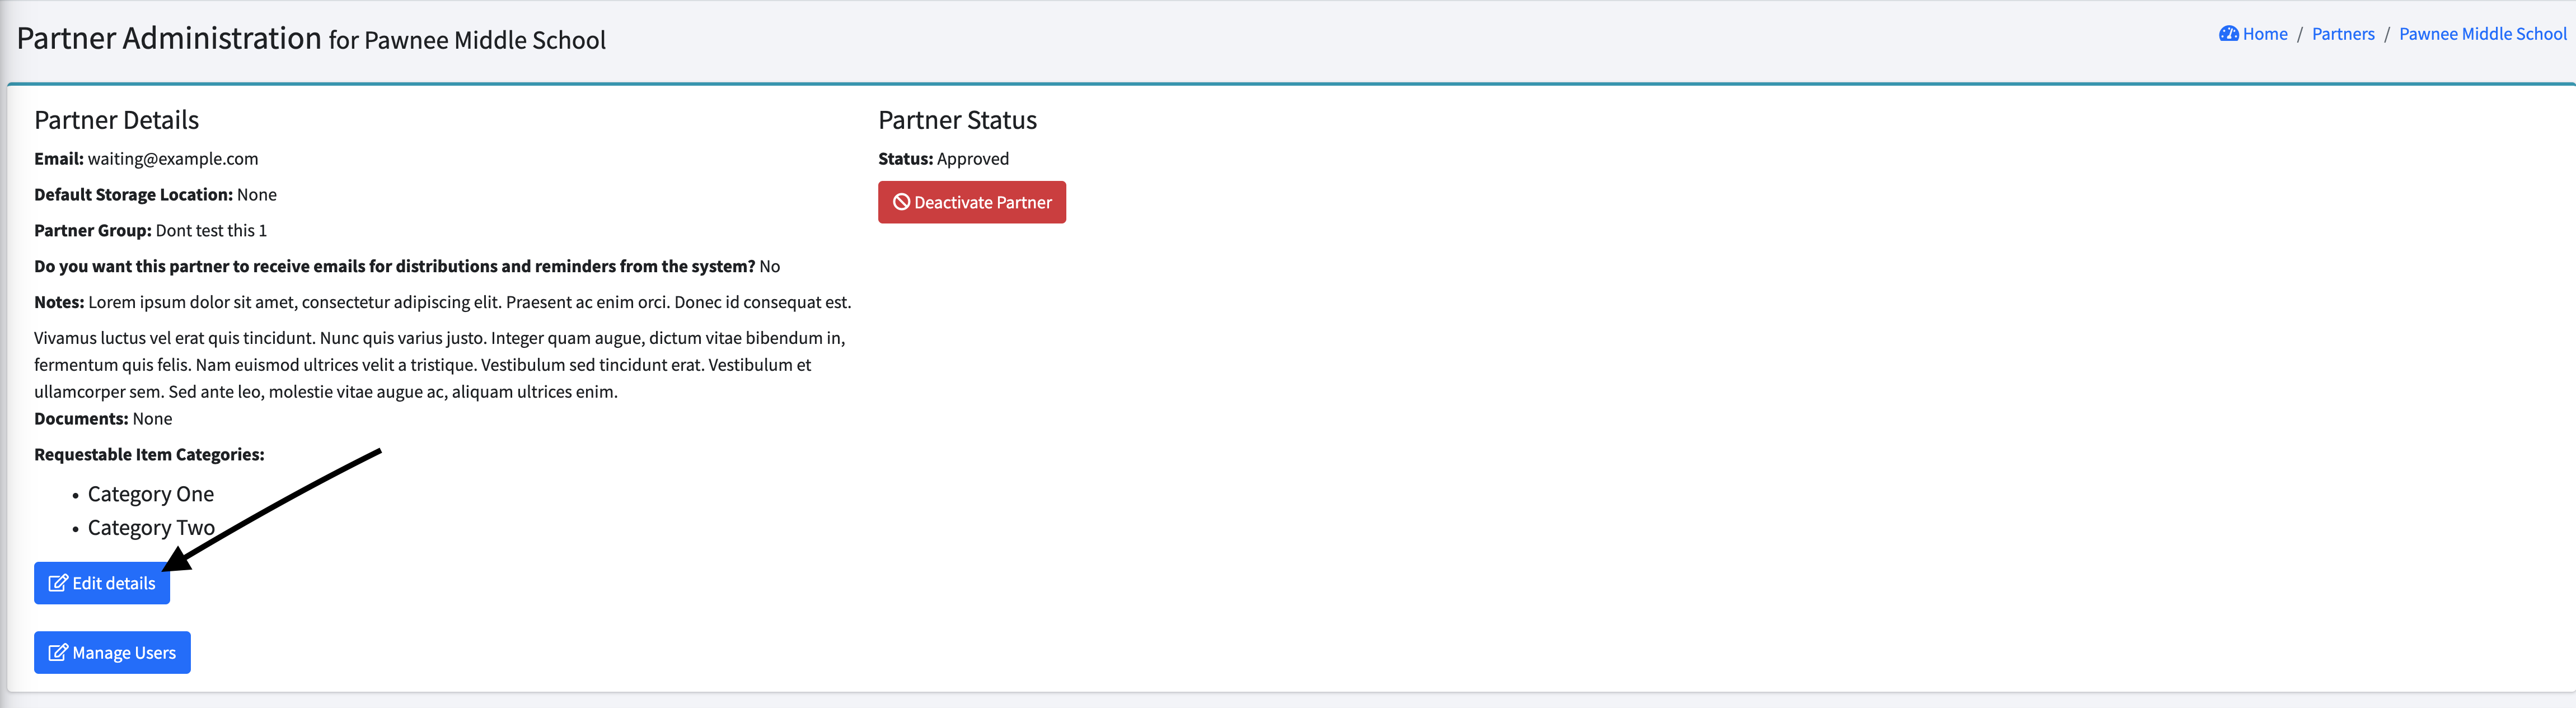 Partner Administration for Pawnee Middle School
Home / Partners / Pawnee Middle School
Partner Details
Email: waiting@example.com
Default Storage Location: None
Partner Group: Dont test this 1
Do you want this partner to receive emails for distributions and reminders from the system? No
Notes: Lorem ipsum dolor sit amet, consectetur adipiscing elit. Praesent ac enim orci. Donec id consequat est.
Vivamus luctus vel erat quis tincidunt. Nunc quis varius justo. Integer quam augue, dictum vitae bibendum in,
fermentum quis felis. Nam euismod ultrices velit a tristique. Vestibulum sed tincidunt erat. Vestibulum et
ullamcorper sem. Sed ante leo, molestie vitae augue ac, aliquam ultrices enim.
Documents: None
Requestable Item Categories:
• Category One
• Category Two
Edit details
Manage Users
Partner Status
Status: Approved
Deactivate Partner